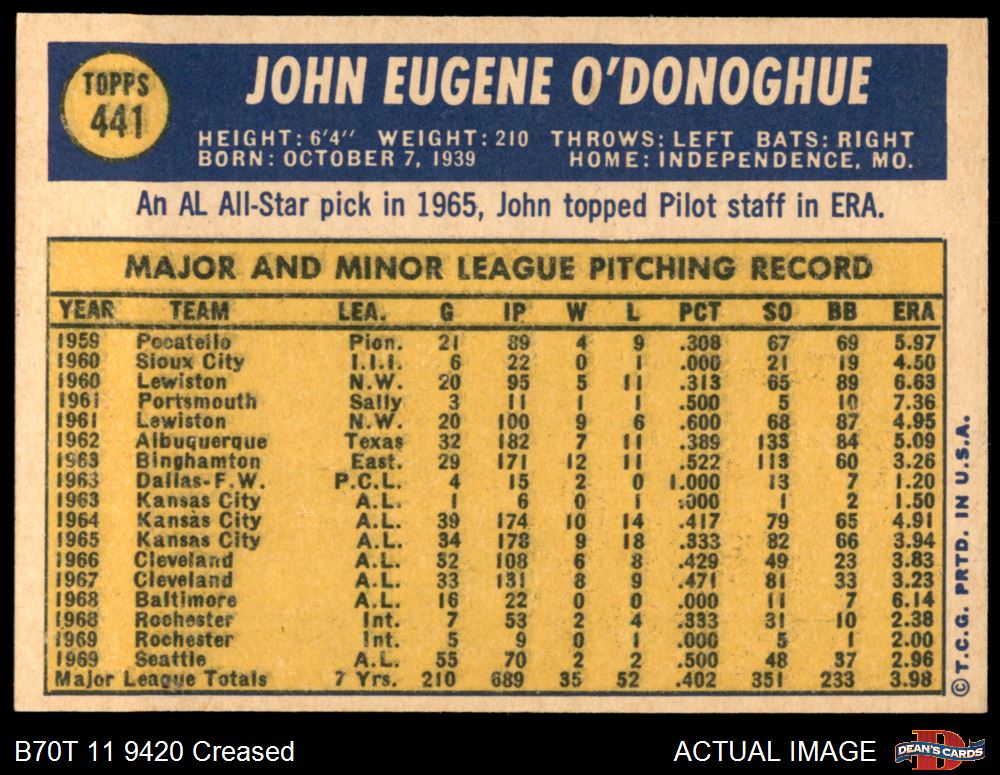 TOPPS
441
JOHN EUGENE O'DONOGHUE
HEIGHT: 6'4" WEIGHT: 210 THROWS: LEFT BATS: RIGHT
BORN: OCTOBER 7, 1939 HOME: INDEPENDENCE, MO.
An AL All-Star pick in 1965, John topped Pilot staff in ERA.
MAJOR AND MINOR LEAGUE PITCHING RECORD
YEAR TEAM LEA. G IP W L PCT SO BB ERA
1959 Pocatello Pion. 21 89 4 9 .308 67 69 5.97
1960 Sioux City I.I.I. 6 22 0 1 .000 21 19 4.50
1960 Lewiston N.W. 20 95 5 11 .313 65 89 6.63
1961 Portsmouth Sally 3 11 1 1 .500 5 10 7.36
1961 Lewiston N.W. 20 100 9 6 .600 68 87 4.95
1962 Albuquerque Texas 32 182 7 11 .389 133 84 5.09
1963 Binghamton East. 29 171 12 11 .522 113 60 3.26
1963 Dallas-F.W. P.C.L. 4 15 2 0 1.000 13 7 1.20
1963 Kansas City A.L. 1 6 0 1 .000 1 2 1.50
1964 Kansas City A.L. 39 174 10 14 .417 79 65 4.91
1965 Kansas City A.L. 34 178 9 18 .333 82 66 3.94
1966 Cleveland A.L. 32 108 6 8 .429 49 23 3.83
1967 Cleveland A.L. 33 131 8 9 .471 81 33 3.23
1968 Baltimore A.L. 16 22 0 0 .000 11 7 6.14
1968 Rochester Int. 7 53 2 4 .333 31 10 2.38
1969 Rochester Int. 5 9 0 1 .000 5 1 2.00
1969 Seattle A.L. 55 70 2 2 .500 48 37 2.96
Major League Totals 7 Yrs. 210 689 35 52 .402 351 233 3.98
© T.C.G. PRTD. IN U.S.A.
B70T 11 9420 Creased ACTUAL IMAGE
DEAN'S CARDS